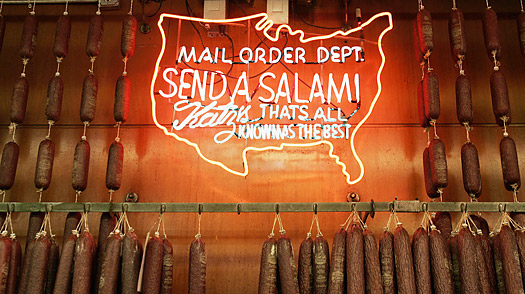 MAIL ORDER DEPT.
SEND A SALAMI
Katz's THATS ALL
KNOWN AS THE BEST